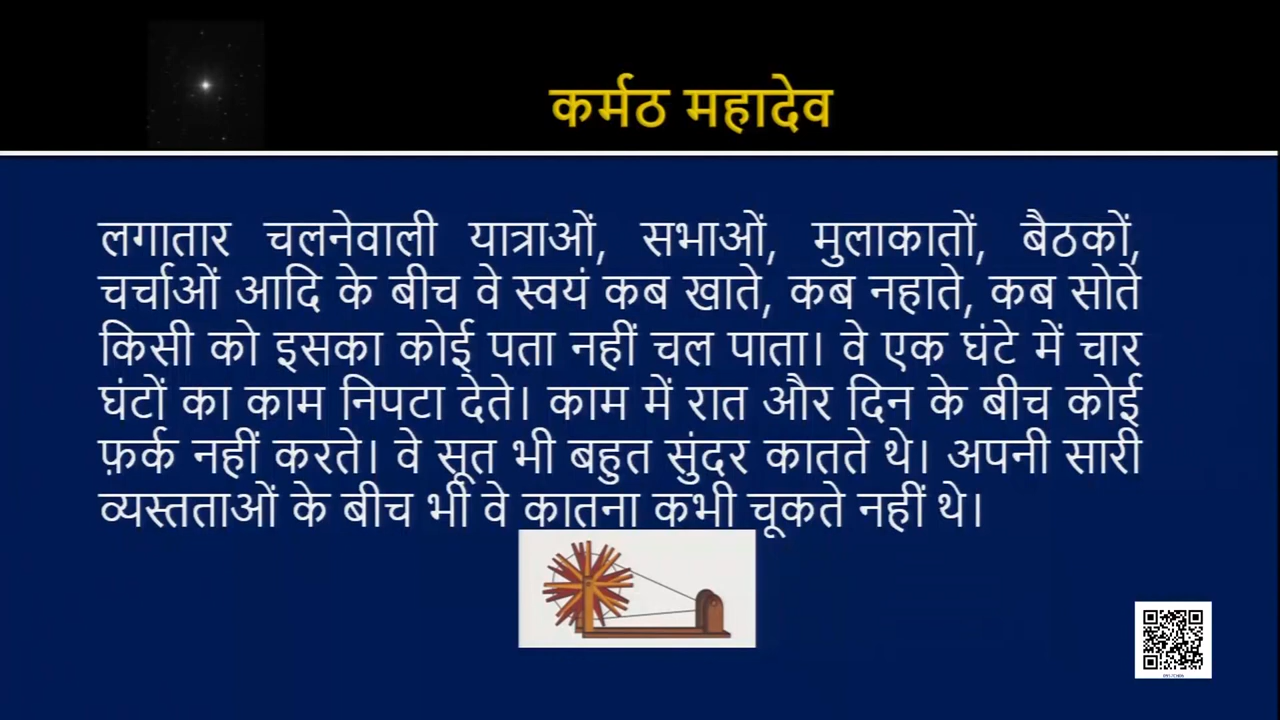 कर्मठ महादेव
लगातार चलनेवाली यात्राओं, सभाओं, मुलाकातों, बैठकों,
चर्चाओं आदि के बीच वे स्वयं कब खाते, कब नहाते, कब सोते
किसी को इसका कोई पता नहीं चल पाता। वे एक घंटे में चार
घंटों का काम निपटा देते। काम में रात और दिन के बीच कोई
फ़र्क नहीं करते। वे सूत भी बहुत सुंदर कातते थे। अपनी सारी
व्यस्तताओं के बीच भी वे कातना कभी चूकते नहीं थे।